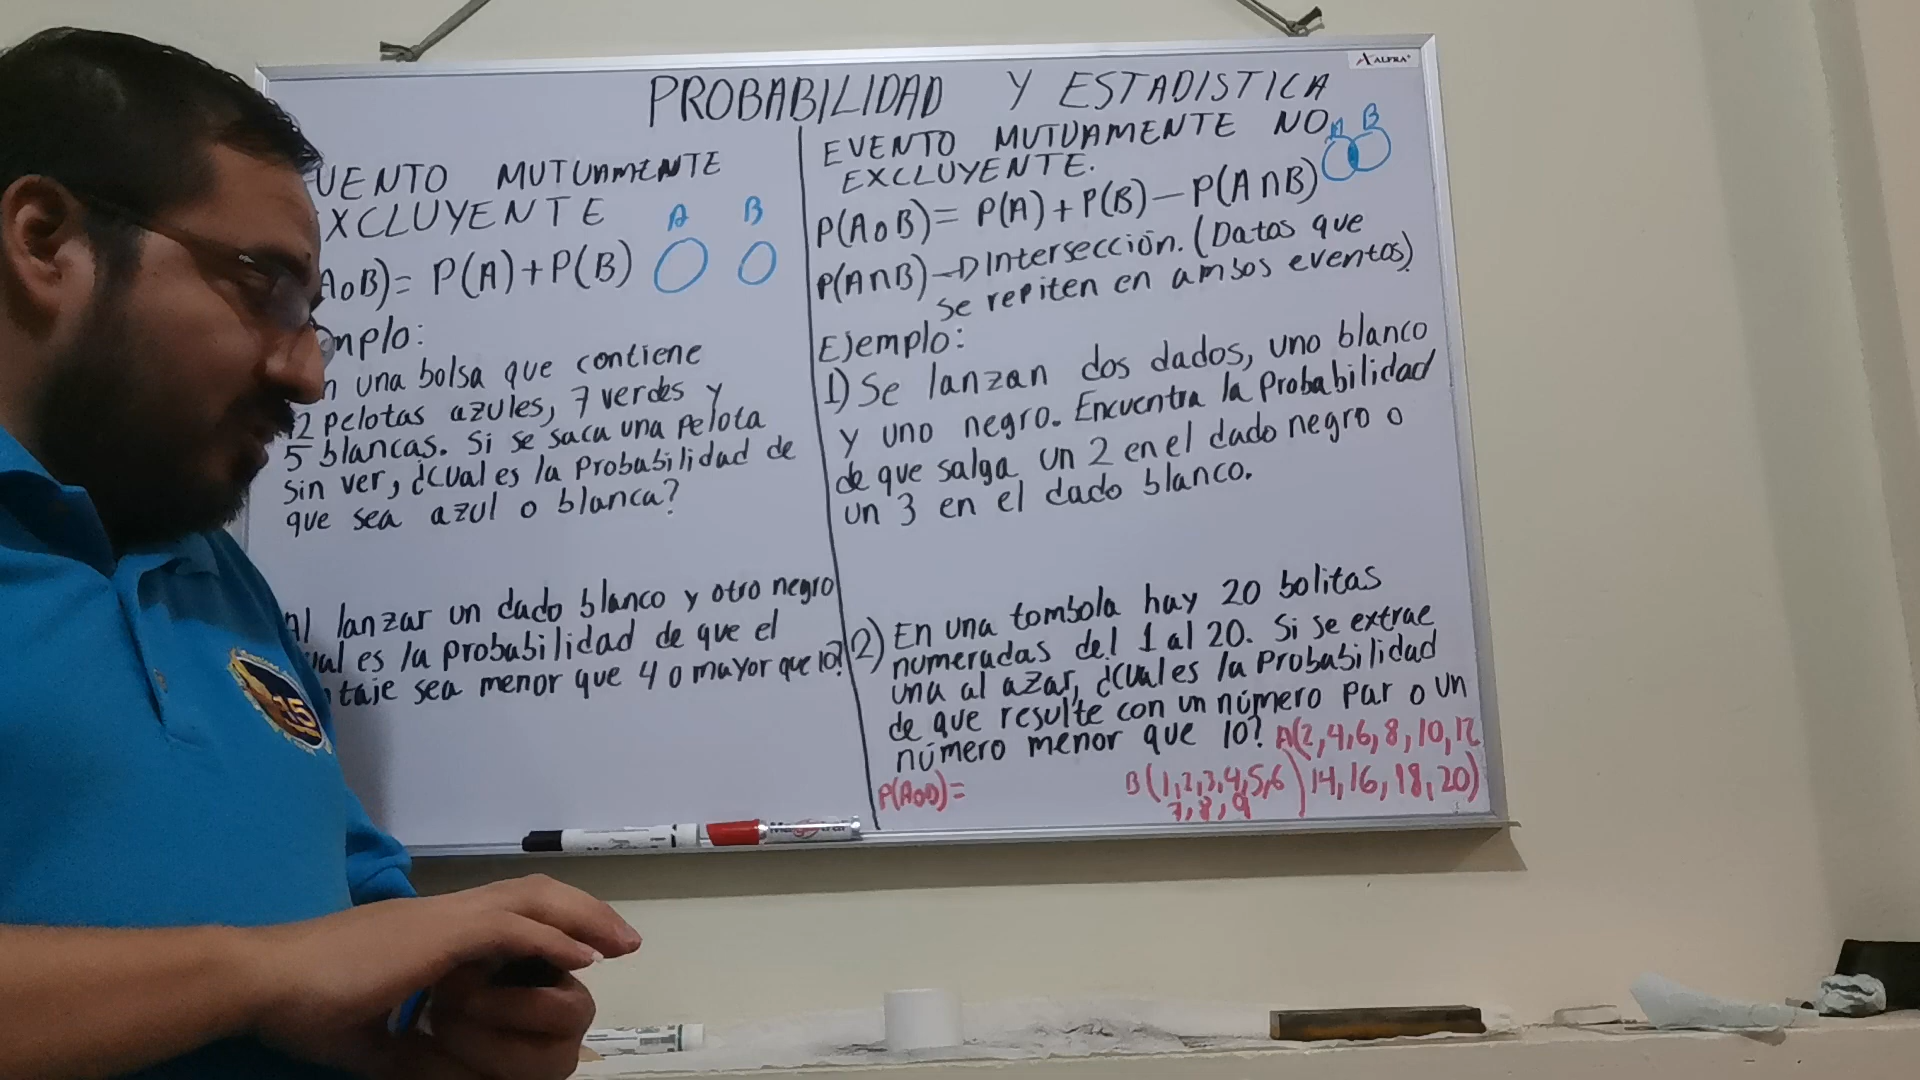 ALFRA
PROBABILIDAD Y ESTADISTICA
VENTO MUTUAMENTE
XCLUYENTE
A B
AoB)= P(A)+P(B)
mplo:
n una bolsa que contiene
12 pelotas azules, 7 verdes y
5 blancas. Si se saca una pelota
sin ver, ¿cual es la probabilidad de
que sea azul o blanca?
Al lanzar un dado blanco y otro negro
ual es la probabilidad de que el
taje sea menor que 4 o mayor que 10?
EVENTO MUTUAMENTE NO
EXCLUYENTE.
A B
P(AoB)= P(A)+P(B)-P(A∩B)
P(A∩B)→Intersección. (Datos que
se repiten en ambos eventos)
Ejemplo:
1) Se lanzan dos dados, uno blanco
y uno negro. Encuentra la probabilidad
de que salga un 2 en el dado negro o
un 3 en el dado blanco.
2) En una tombola hay 20 bolitas
numeradas del 1 al 20. Si se extrae
una al azar, ¿cual es la probabilidad
de que resulte con un número par o un
número menor que 10? A(2,4,6,8,10,12
14,16,18,20)
P(AoB)= B(1,2,3,4,5,6
7,8,9)
15